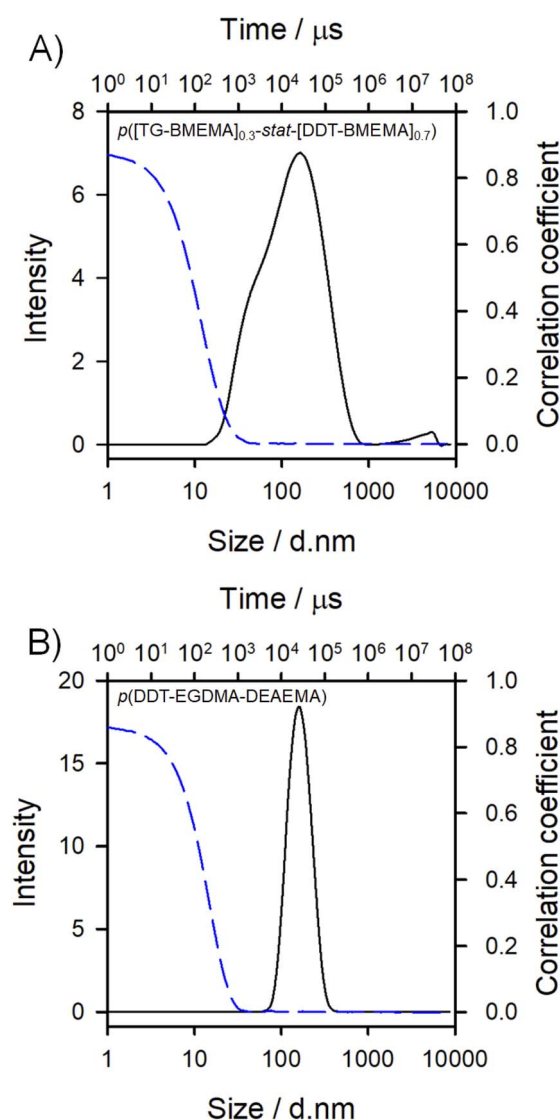 A)
Time / μs
10⁰ 10¹ 10² 10³ 10⁴ 10⁵ 10⁶ 10⁷ 10⁸
p([TG-BMEMA]₀.₃-stat-[DDT-BMEMA]₀.₇)
8
6
4
2
0
Intensity
1.0
0.8
0.6
0.4
0.2
0.0
Correlation coefficient
1 10 100 1000 10000
Size / d.nm
B)
Time / μs
10⁰ 10¹ 10² 10³ 10⁴ 10⁵ 10⁶ 10⁷ 10⁸
p(DDT-EGDMA-DEAEMA)
20
15
10
5
0
Intensity
1.0
0.8
0.6
0.4
0.2
0.0
Correlation coefficient
1 10 100 1000 10000
Size / d.nm